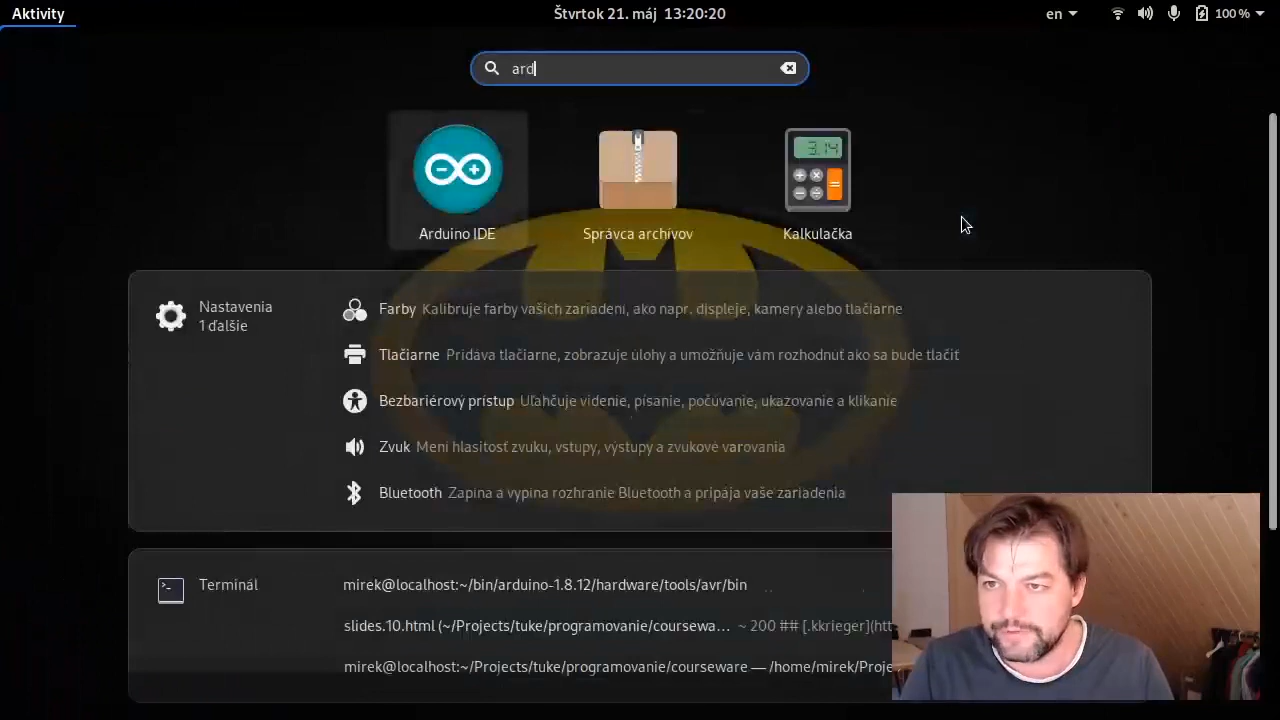 Aktivity
Štvrtok 21. máj 13:20:20
en
100 %
ard
3.14
Arduino IDE
Správca archívov
Kalkulačka
Nastavenia
1 ďalšie
Farby Kalibruje farby vašich zariadení, ako napr. displeje, kamery alebo tlačiarne
Tlačiarne Pridáva tlačiarne, zobrazuje úlohy a umožňuje vám rozhodnúť ako sa bude tlačiť
Bezbariérový prístup Uľahčuje videnie, písanie, počúvanie, ukazovanie a klikanie
Zvuk Mení hlasitosť zvuku, vstupy, výstupy a zvukové varovania
Bluetooth Zapína a vypína rozhranie Bluetooth a pripája vaše zariadenia
Terminál
mirek@localhost:~/bin/arduino-1.8.12/hardware/tools/avr/bin
slides.10.html (~/Projects/tuke/programovanie/coursewa… ~ 200 ## [.kkrieger](htt
mirek@localhost:~/Projects/tuke/programovanie/courseware — /home/mirek/Proje